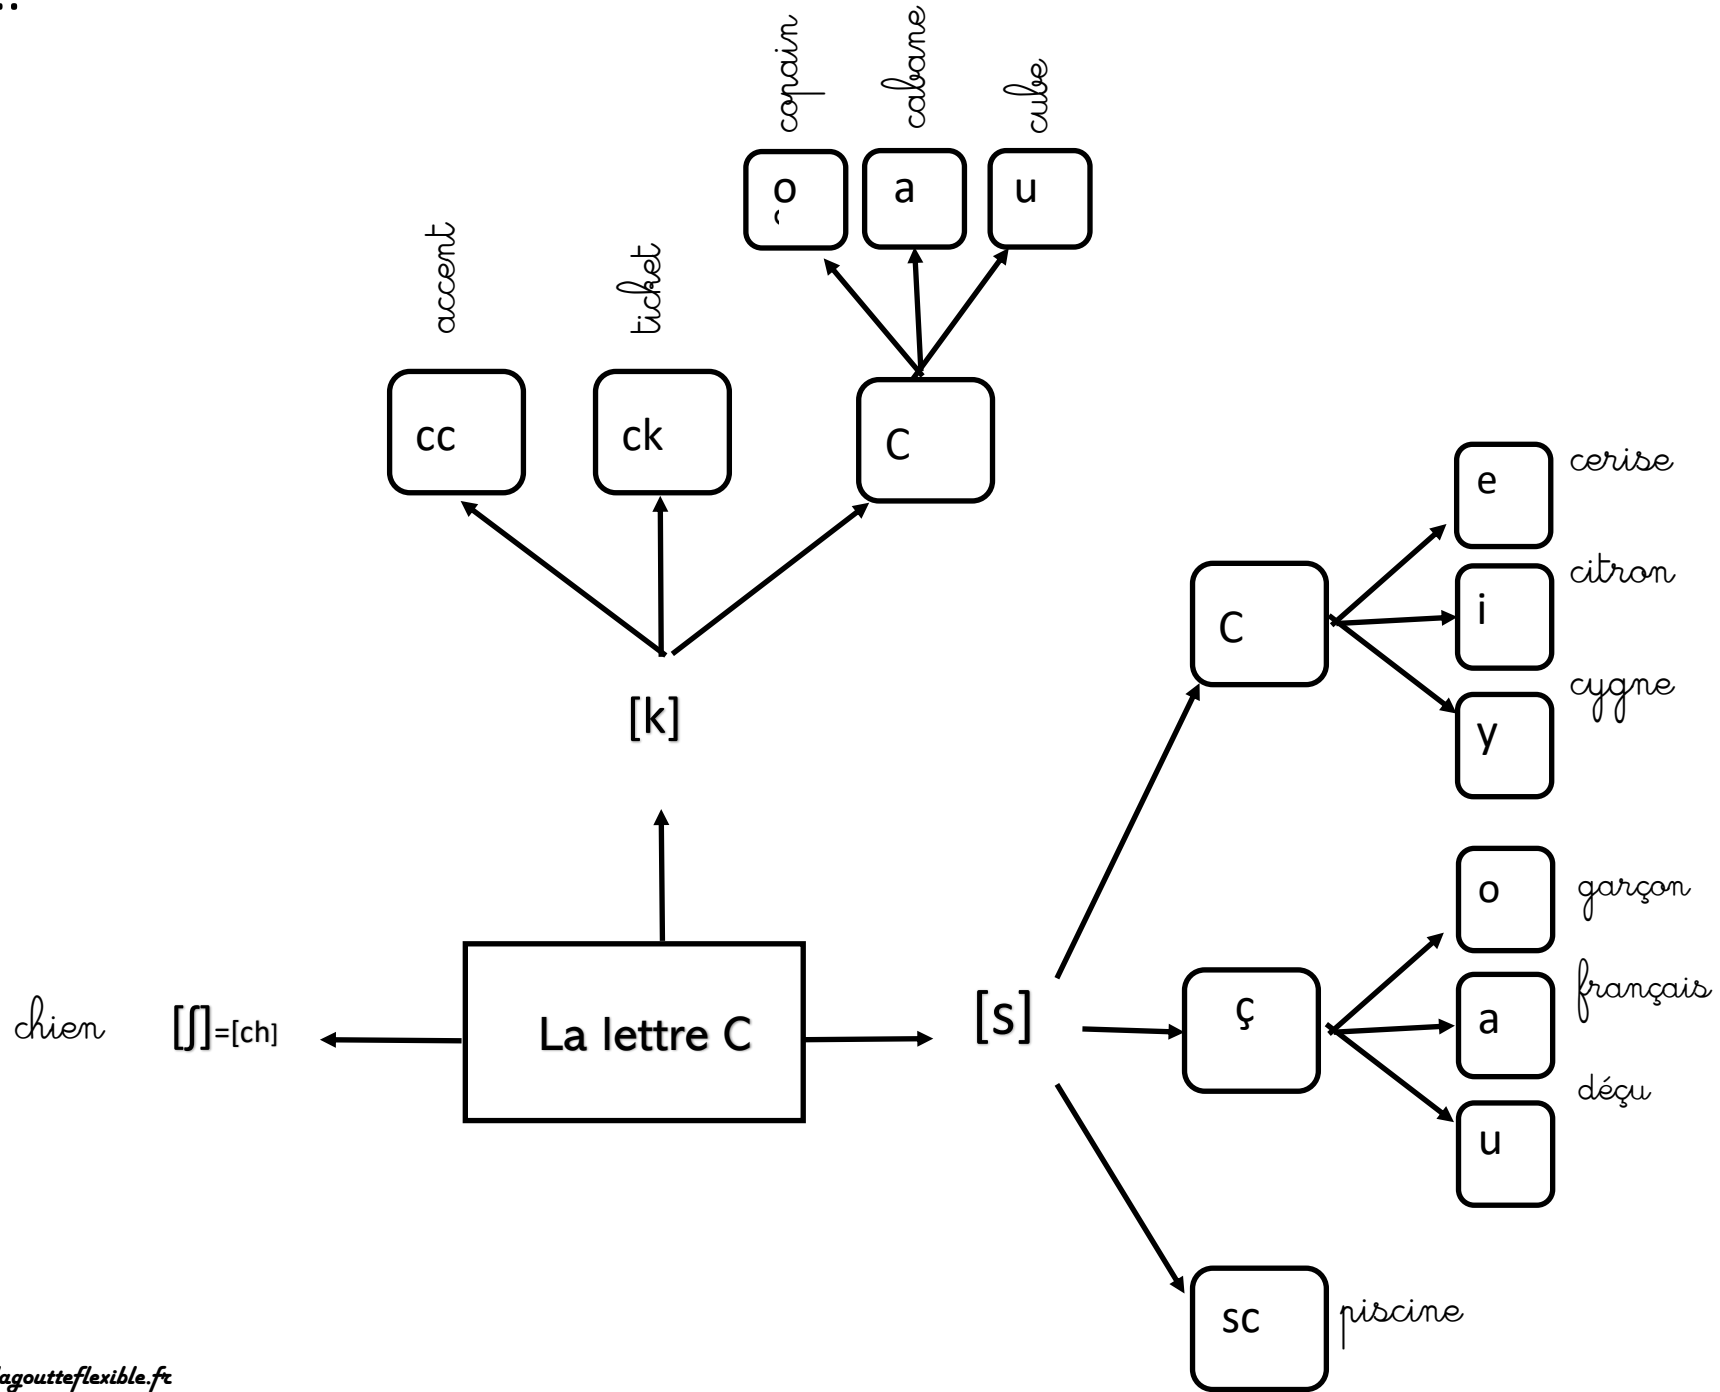 copain
cabane
cube
o
a
u
accent
ticket
cc
ck
C
[k]
C
e
cerise
i
citron
y
cygne
La lettre C
[ʃ]=[ch]
chien
[s]
ç
o
garçon
a
français
u
déçu
sc
piscine
agoutteflexible.fr